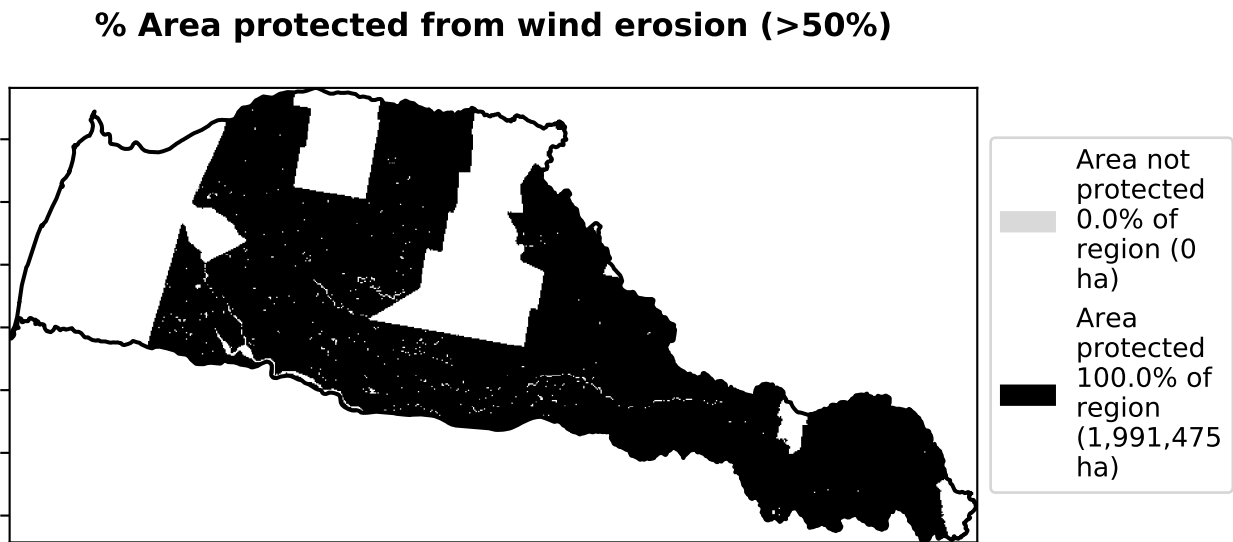 % Area protected from wind erosion (>50%)
Area not
protected
0.0% of
region (0
ha)
Area
protected
100.0% of
region
(1,991,475
ha)